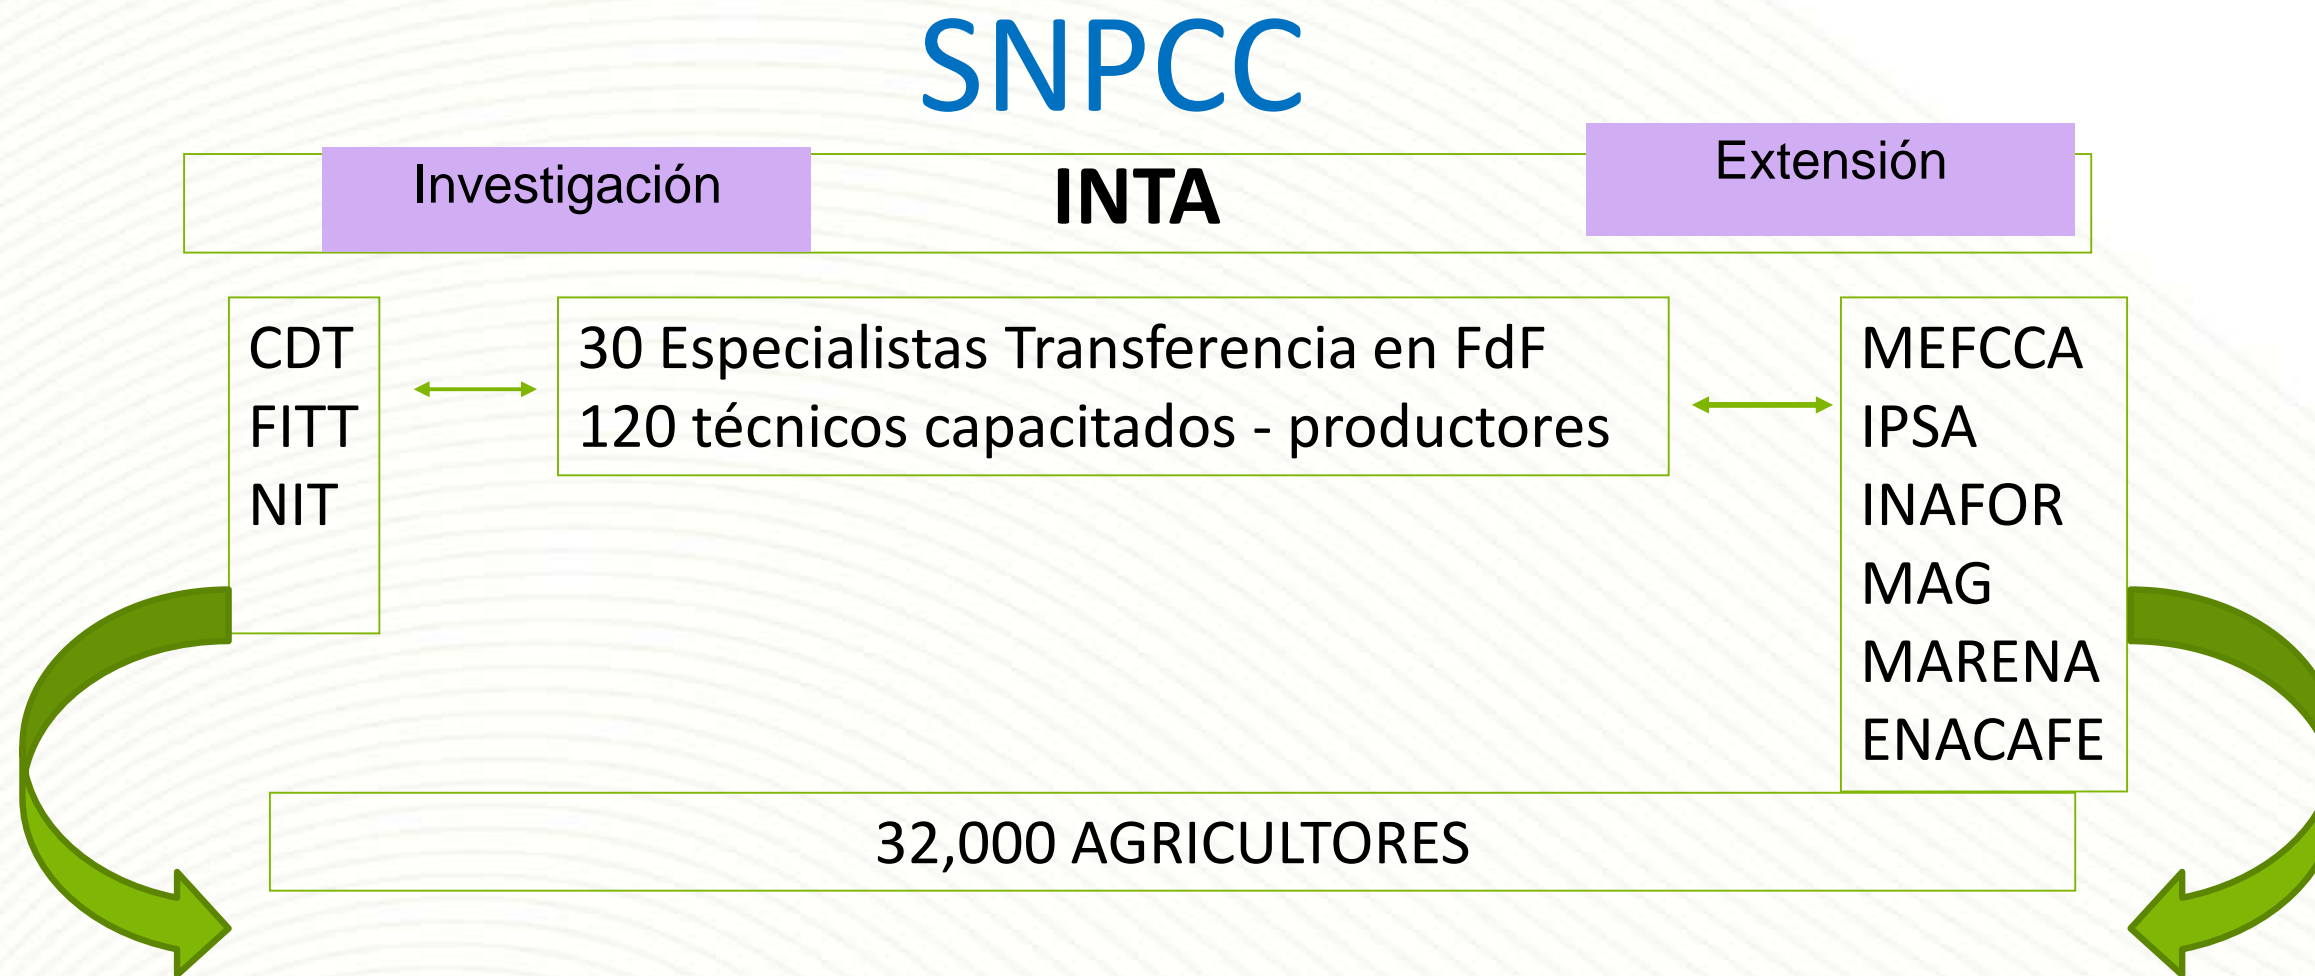 SNPCC
Investigación
INTA
Extensión
CDT
FITT
NIT
30 Especialistas Transferencia en FdF
120 técnicos capacitados - productores
MEFCCA
IPSA
INAFOR
MAG
MARENA
ENACAFE
32,000 AGRICULTORES